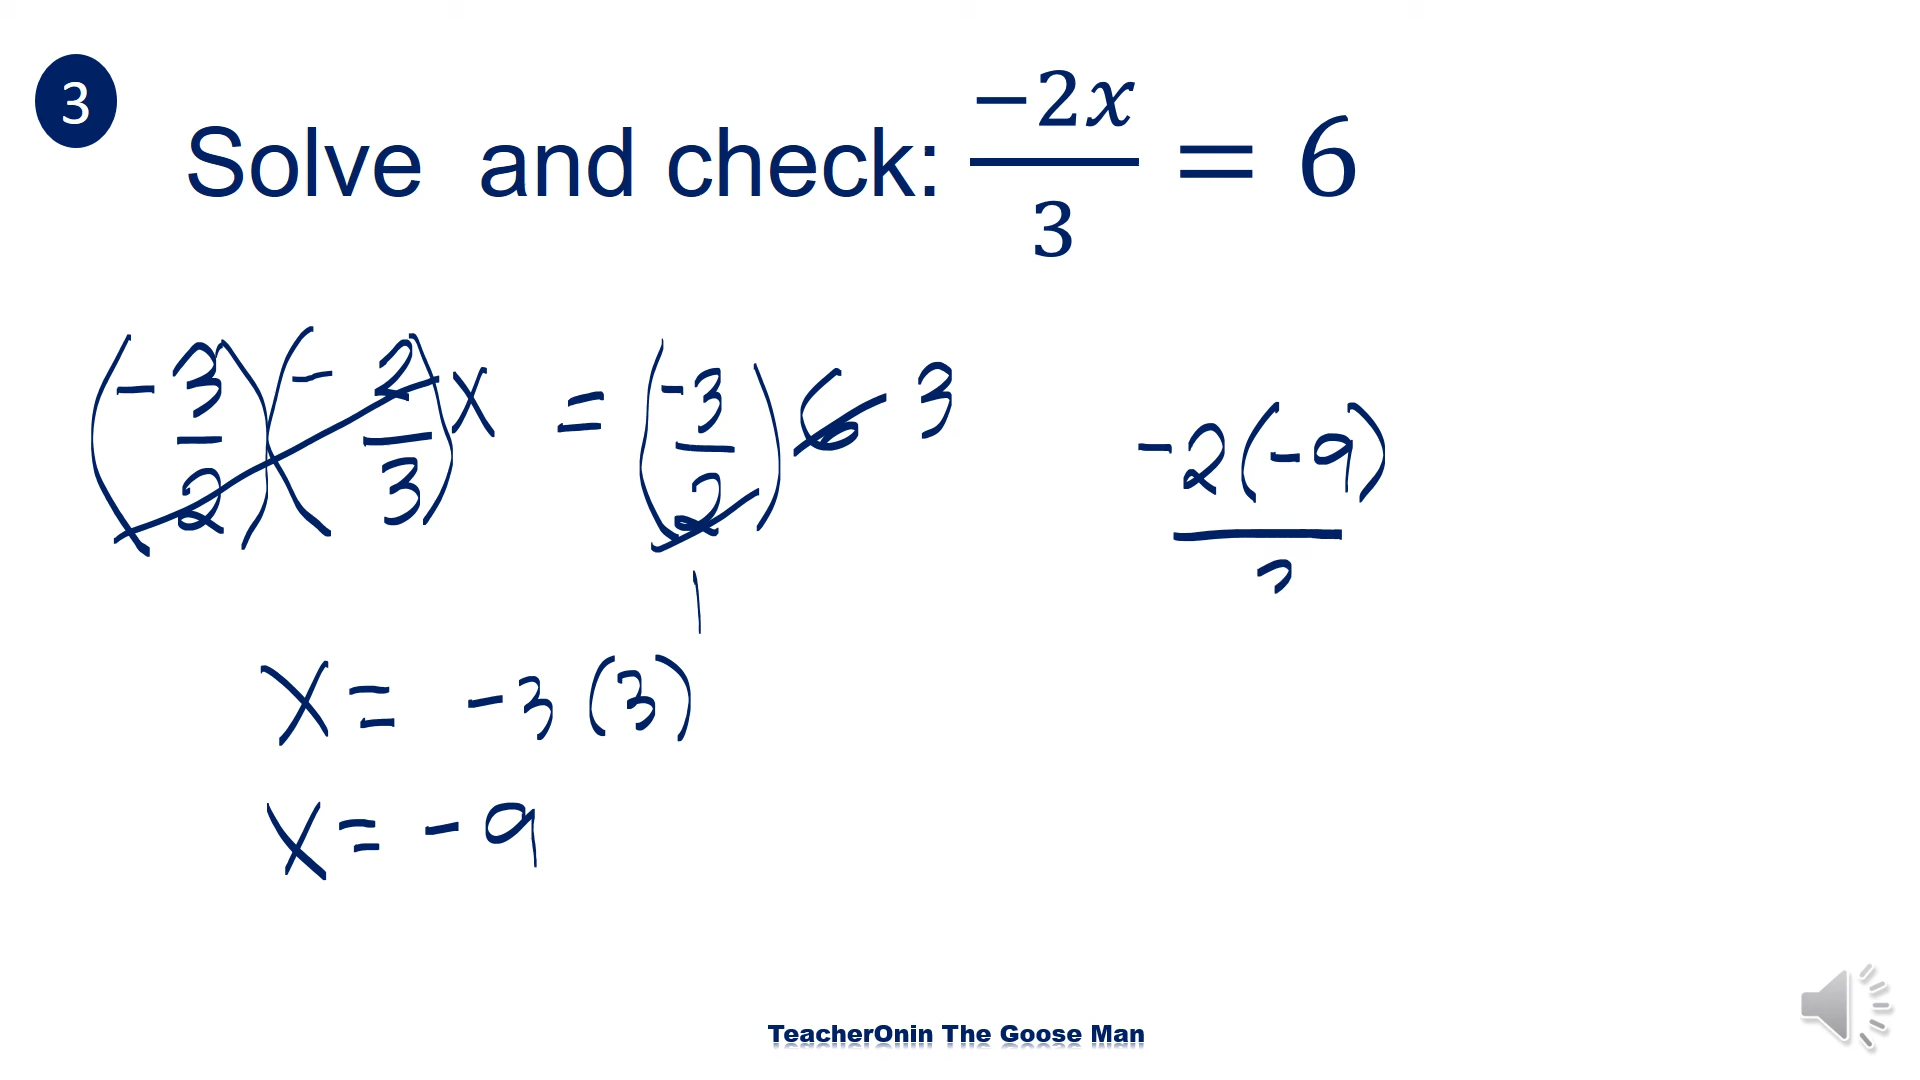 3
Solve and check: −2x/3 = 6
(-3/2)(-2/3)x = (-3/2)6 3
1
x = -3(3)
x = -9
-2(-9)/
TeacherOnin The Goose Man